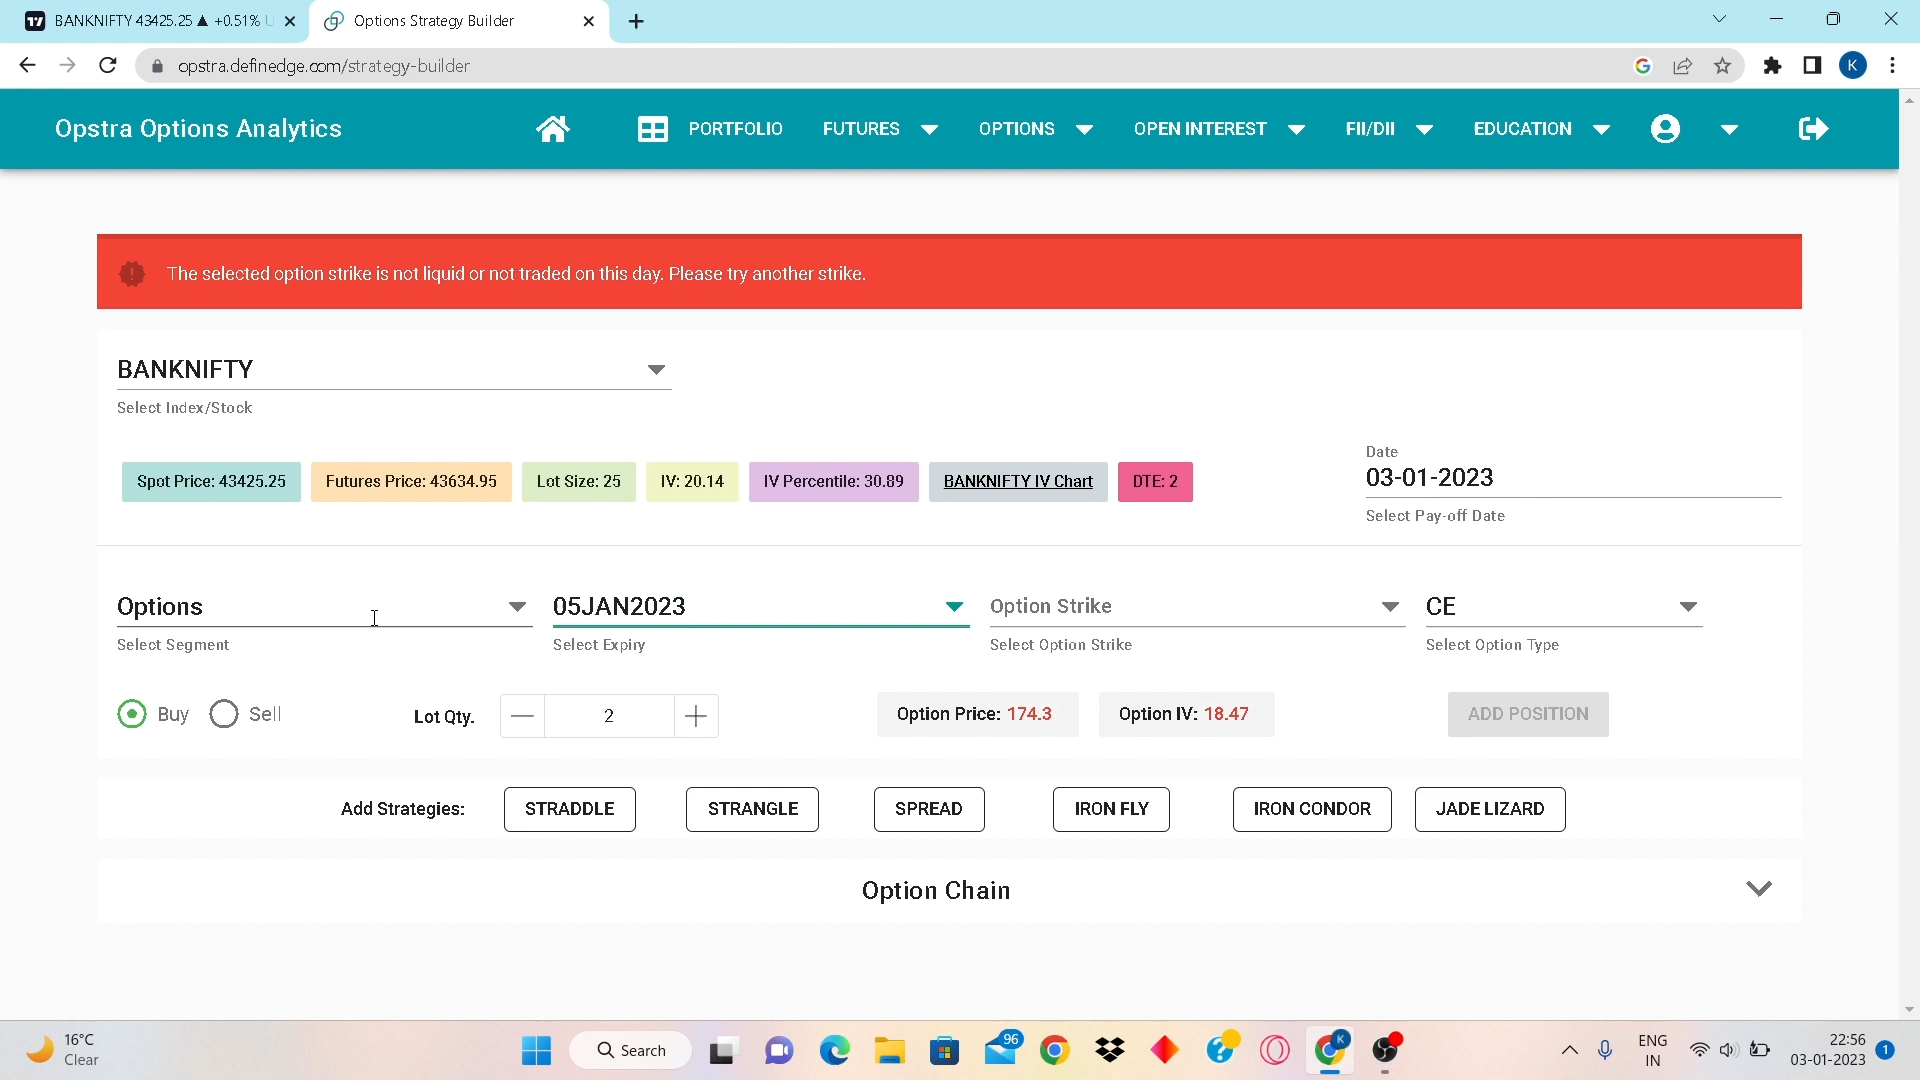 BANKNIFTY 43425.25 ▲ +0.51% U
Options Strategy Builder
opstra.definedge.com/strategy-builder
K
Opstra Options Analytics
PORTFOLIO
FUTURES
OPTIONS
OPEN INTEREST
FII/DII
EDUCATION
The selected option strike is not liquid or not traded on this day. Please try another strike.
BANKNIFTY
Select Index/Stock
Spot Price: 43425.25
Futures Price: 43634.95
Lot Size: 25
IV: 20.14
IV Percentile: 30.89
BANKNIFTY IV Chart
DTE: 2
Date
03-01-2023
Select Pay-off Date
Options
05JAN2023
Option Strike
CE
Select Segment
Select Expiry
Select Option Strike
Select Option Type
Buy
Sell
Lot Qty.
2
Option Price: 174.3
Option IV: 18.47
ADD POSITION
Add Strategies:
STRADDLE
STRANGLE
SPREAD
IRON FLY
IRON CONDOR
JADE LIZARD
Option Chain
16°C
Clear
Search
96
K
ENG
IN
22:56
03-01-2023
1